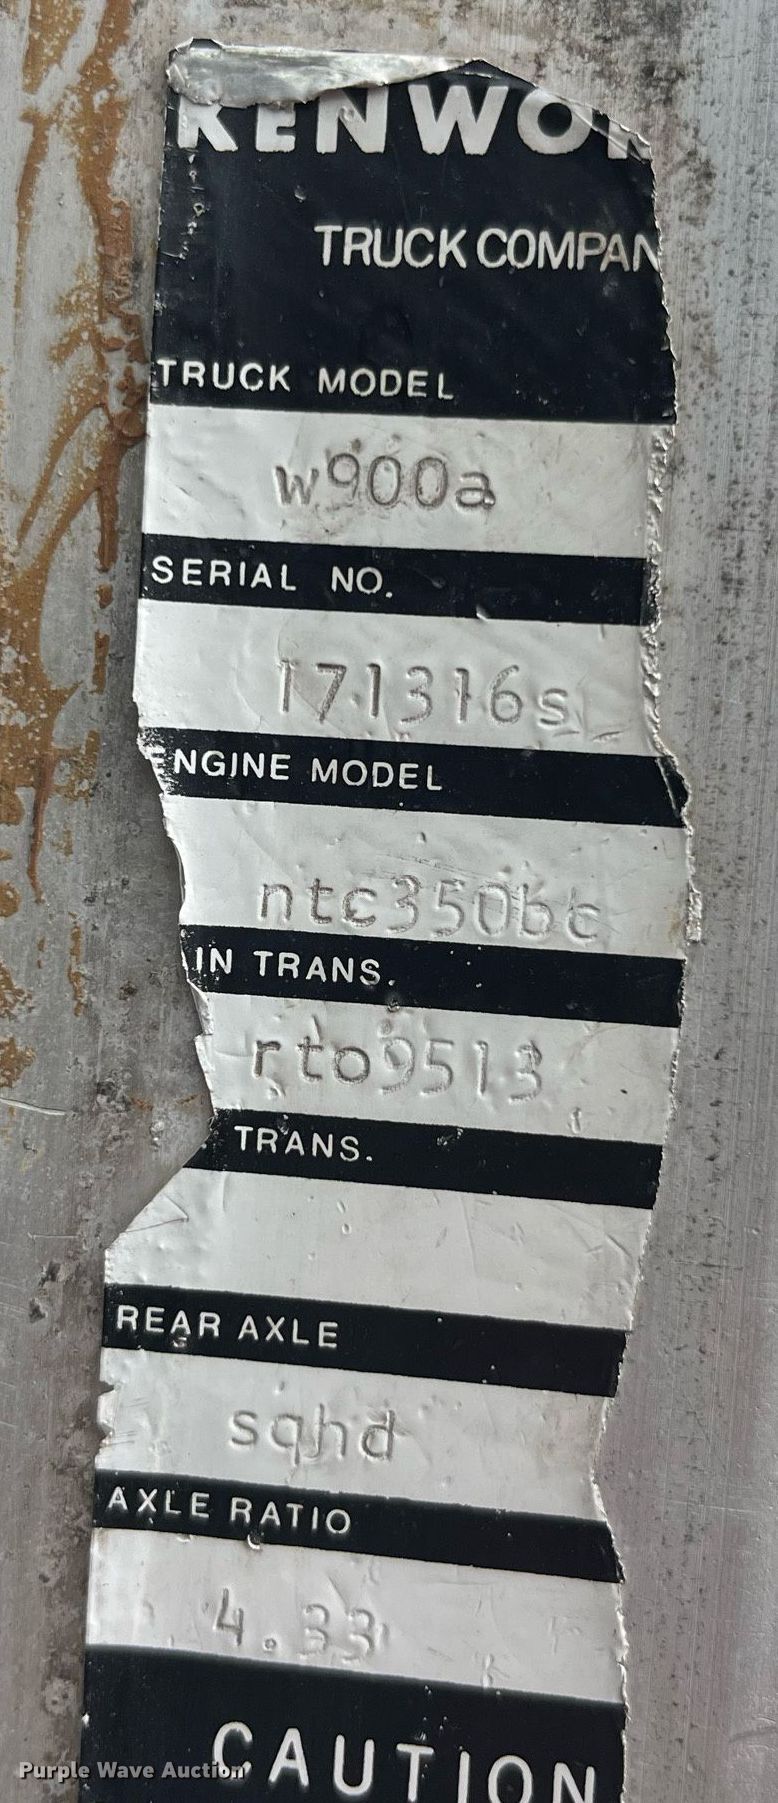 KENWOR
TRUCK COMPAN
TRUCK MODEL
w900a
SERIAL NO.
171316s
ENGINE MODEL
ntc350bc
IN TRANS.
rto9513
TRANS.
REAR AXLE
sqhd
AXLE RATIO
4.33
CAUTION
Purple Wave Auction